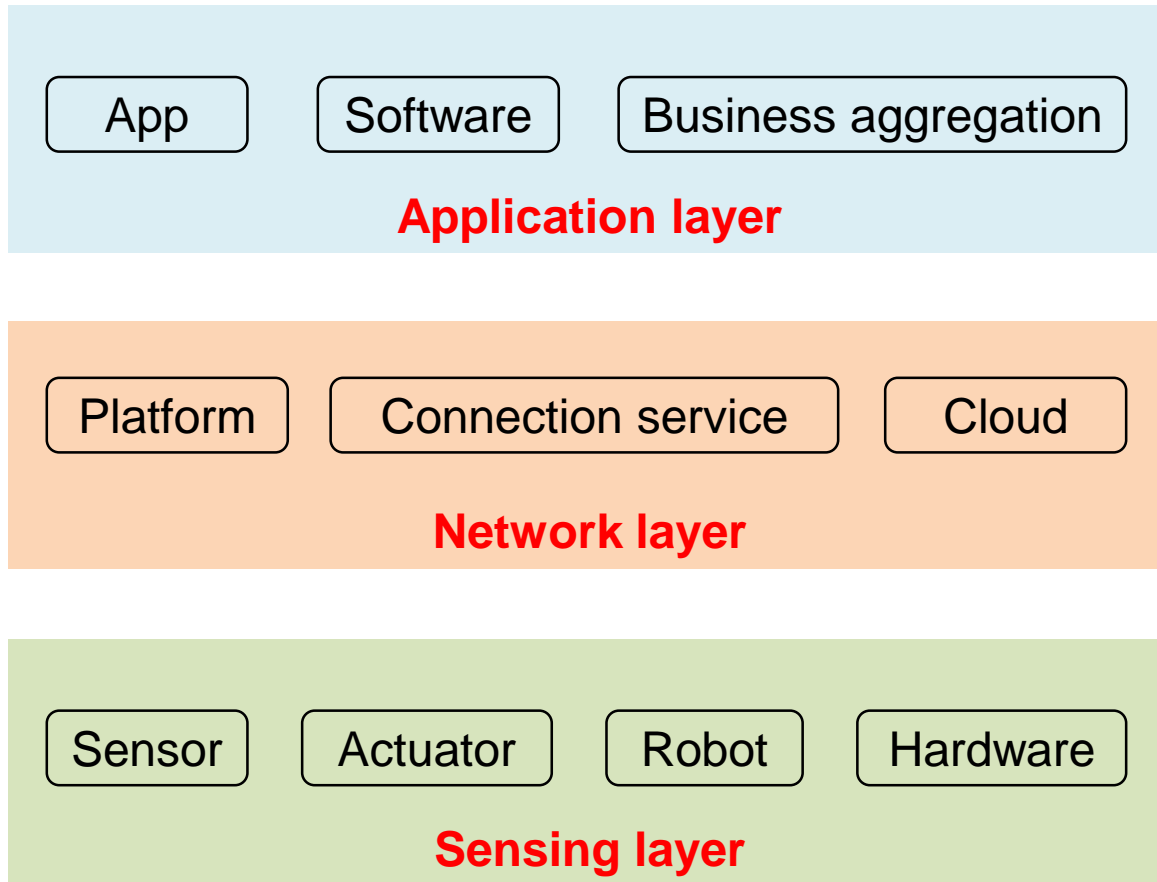 App Software Business aggregation
Application layer
Platform Connection service Cloud
Network layer
Sensor Actuator Robot Hardware
Sensing layer